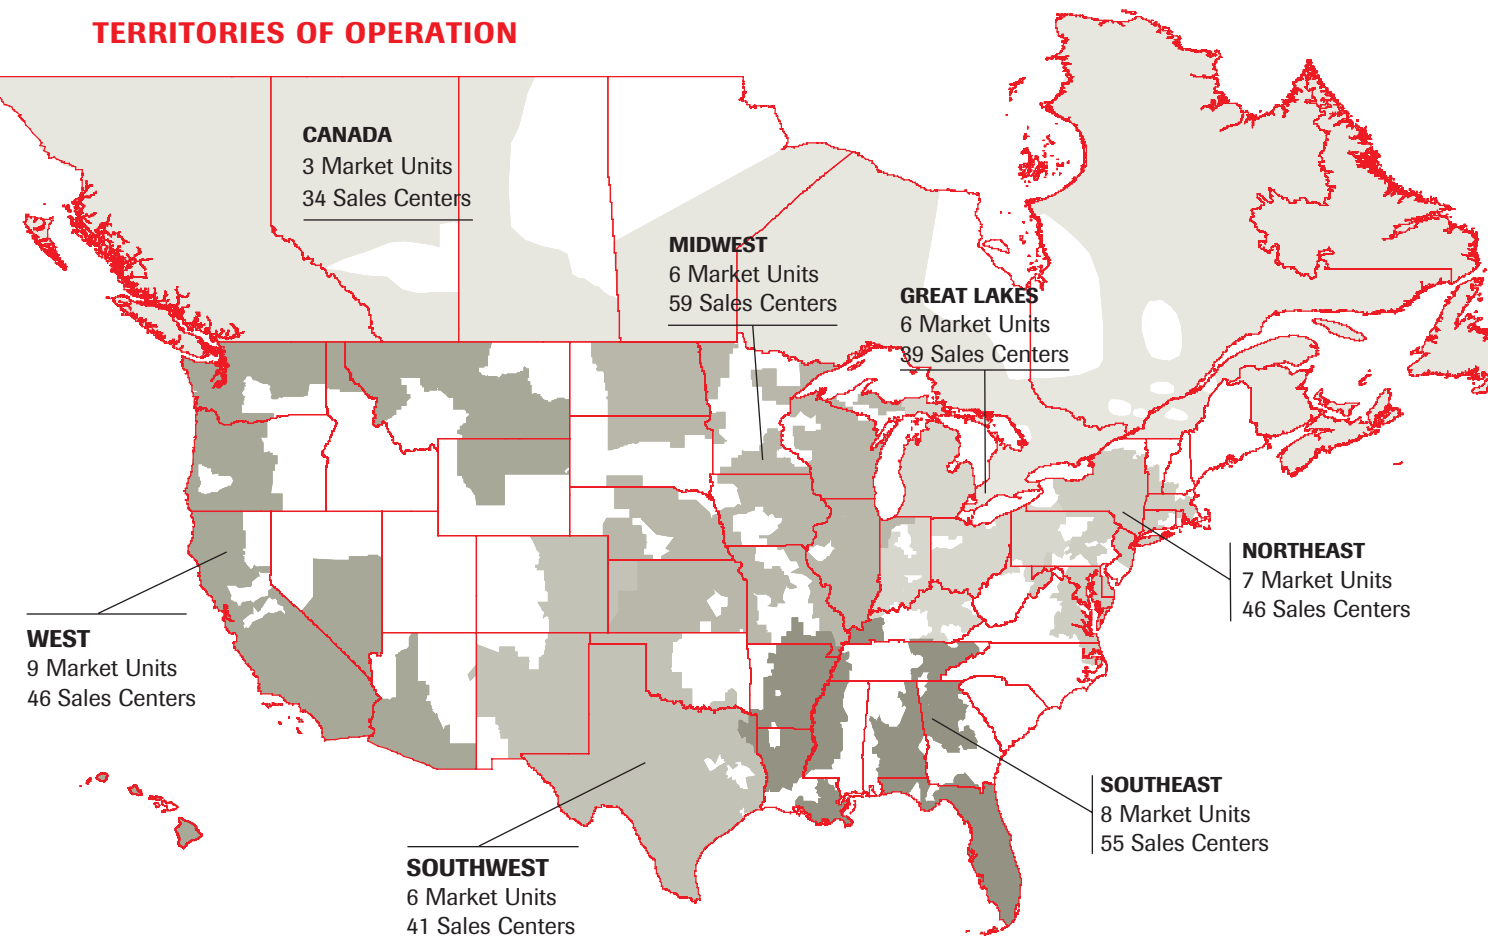 TERRITORIES OF OPERATION
CANADA
3 Market Units
34 Sales Centers
MIDWEST
6 Market Units
59 Sales Centers
GREAT LAKES
6 Market Units
39 Sales Centers
NORTHEAST
7 Market Units
46 Sales Centers
WEST
9 Market Units
46 Sales Centers
SOUTHEAST
8 Market Units
55 Sales Centers
SOUTHWEST
6 Market Units
41 Sales Centers